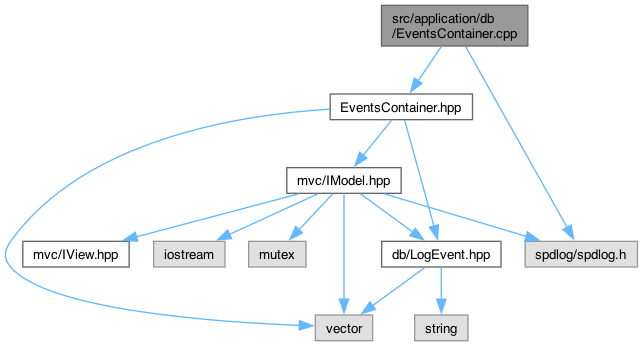 src/application/db
/EventsContainer.cpp
EventsContainer.hpp
mvc/IModel.hpp
mvc/IView.hpp
iostream
mutex
db/LogEvent.hpp
spdlog/spdlog.h
vector
string